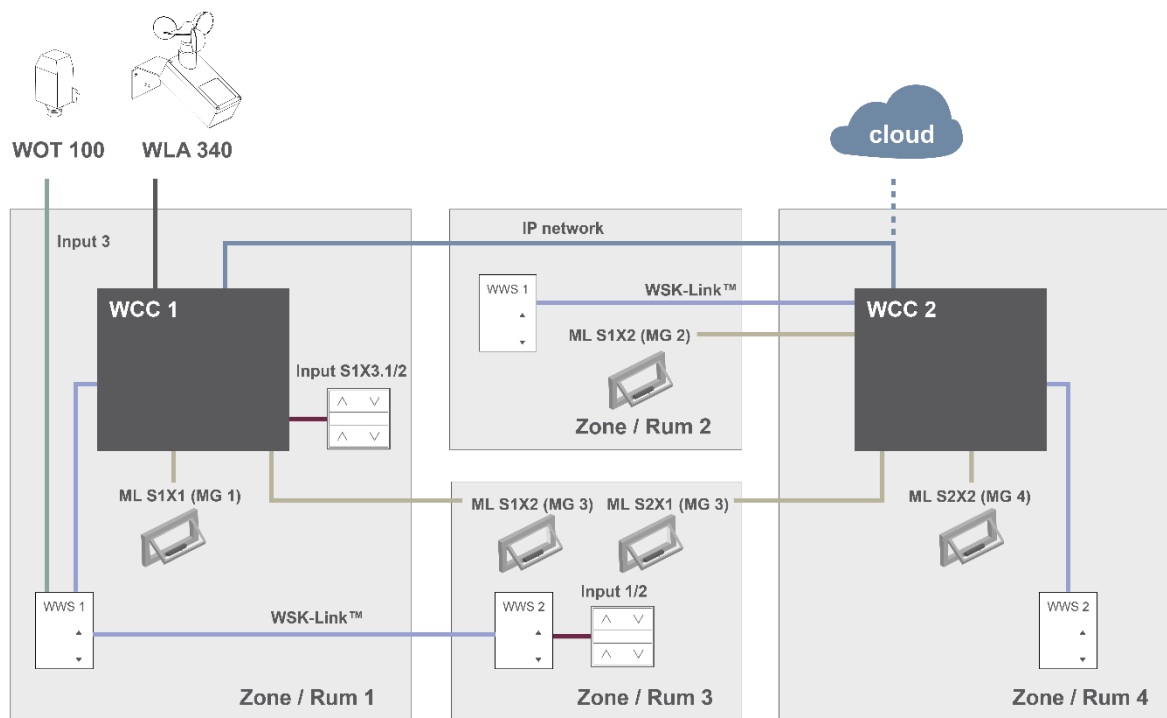 WOT 100
WLA 340
cloud
Input 3
IP network
WCC 1
WWS 1
WSK-Link™
WCC 2
ML S1X2 (MG 2)
Input S1X3.1/2
Zone / Rum 2
ML S1X1 (MG 1)
ML S1X2 (MG 3)
ML S2X1 (MG 3)
ML S2X2 (MG 4)
WWS 1
WSK-Link™
WWS 2
Input 1/2
WWS 2
Zone / Rum 1
Zone / Rum 3
Zone / Rum 4